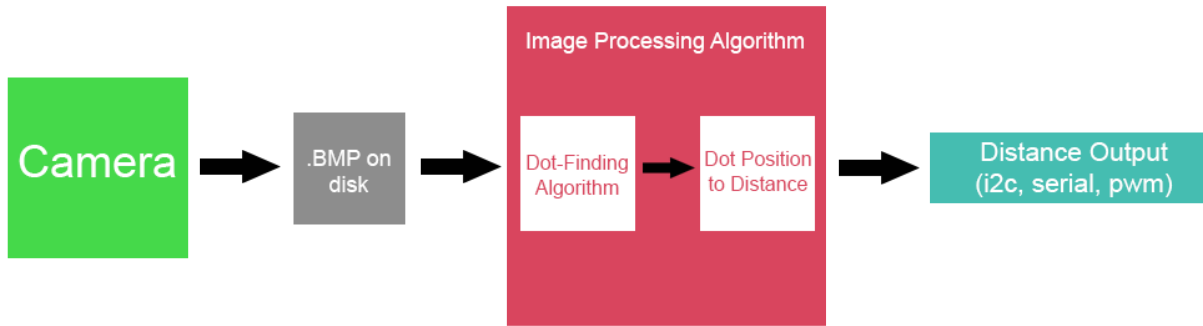 Camera
.BMP on
disk
Image Processing Algorithm
Dot-Finding
Algorithm
Dot Position
to Distance
Distance Output
(i2c, serial, pwm)